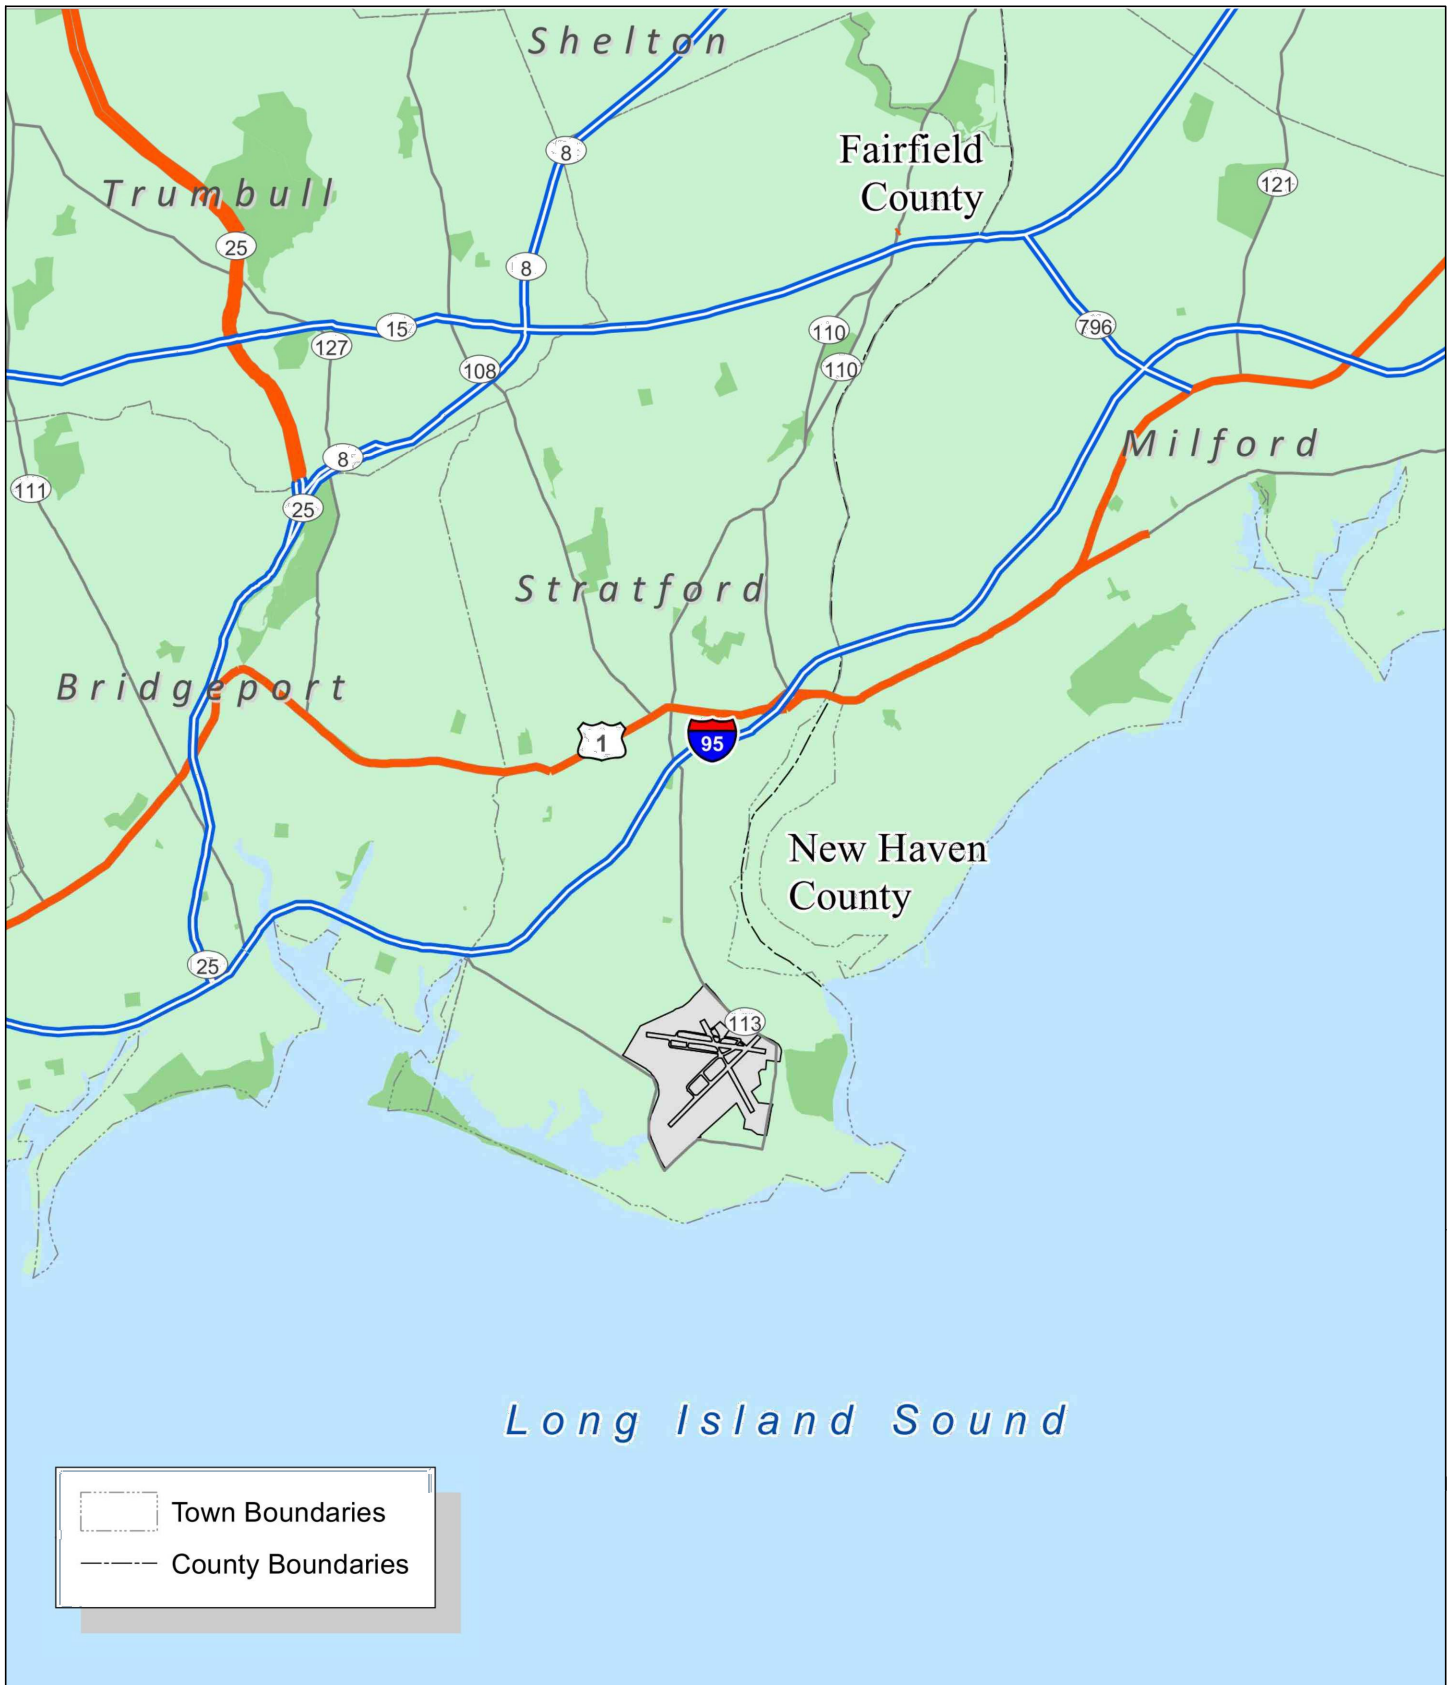 Shelton
8
Fairfield
County
Trumbull
121
25
8
15
796
127
110
108
110
Milford
8
111
25
Stratford
Bridgeport
1
95
New Haven
County
25
113
Long Island Sound
Town Boundaries
County Boundaries